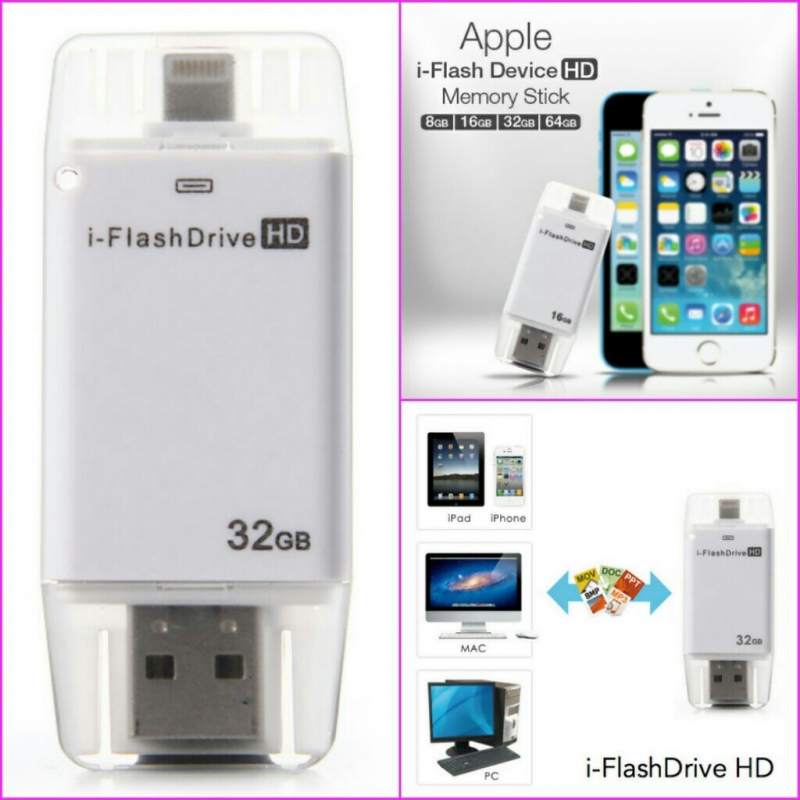 i-FlashDrive HD
32GB
Apple
i-Flash Device HD
Memory Stick
8GB 16GB 32GB 64GB
i-FlashDrive HD
16GB
iPad iPhone
MOV DOC PPT
BMP MP3
i-FlashDrive HD
32GB
MAC
PC
i-FlashDrive HD